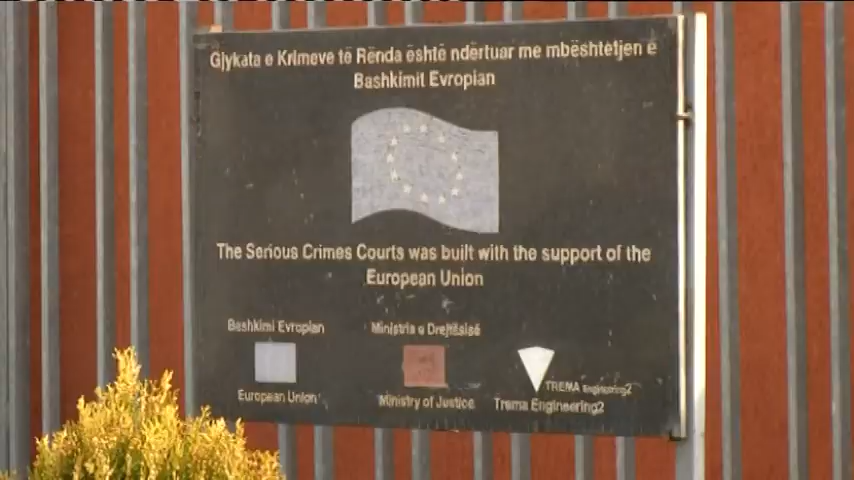 Gjykata e Krimeve të Rënda është ndërtuar me mbështetjen e
Bashkimit Evropian
The Serious Crimes Courts was built with the support of the
European Union
Bashkimi Evropian
Ministria e Drejtësisë
TREMA Engineering2
European Union
Ministry of Justice
Trema Engineering2